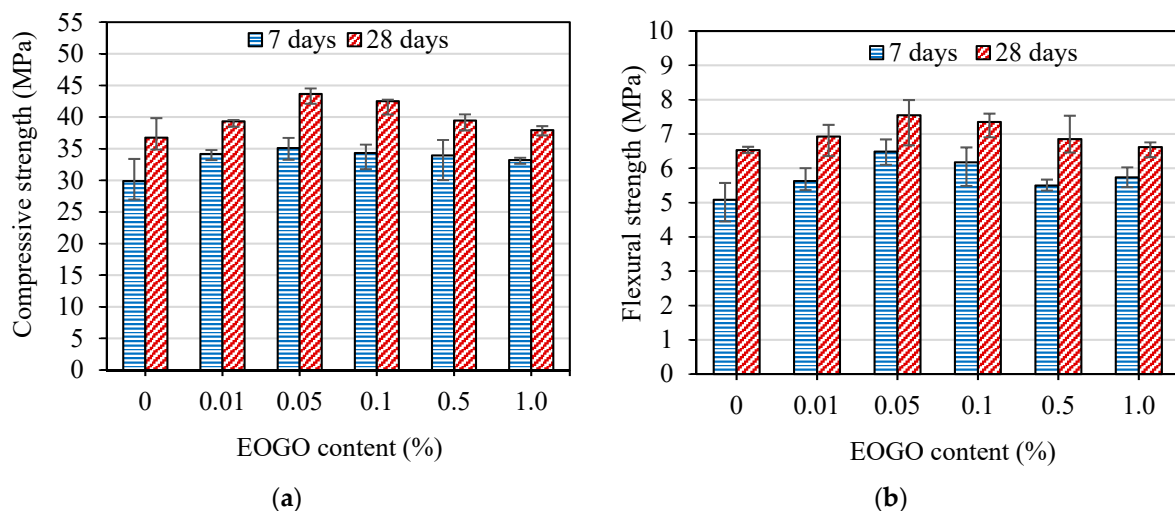 Compressive strength (MPa)
55
50
45
40
35
30
25
20
15
10
5
0
7 days 28 days
0 0.01 0.05 0.1 0.5 1.0
EOGO content (%)
(a)
Flexural strength (MPa)
10
9
8
7
6
5
4
3
2
1
0
7 days 28 days
0 0.01 0.05 0.1 0.5 1.0
EOGO content (%)
(b)